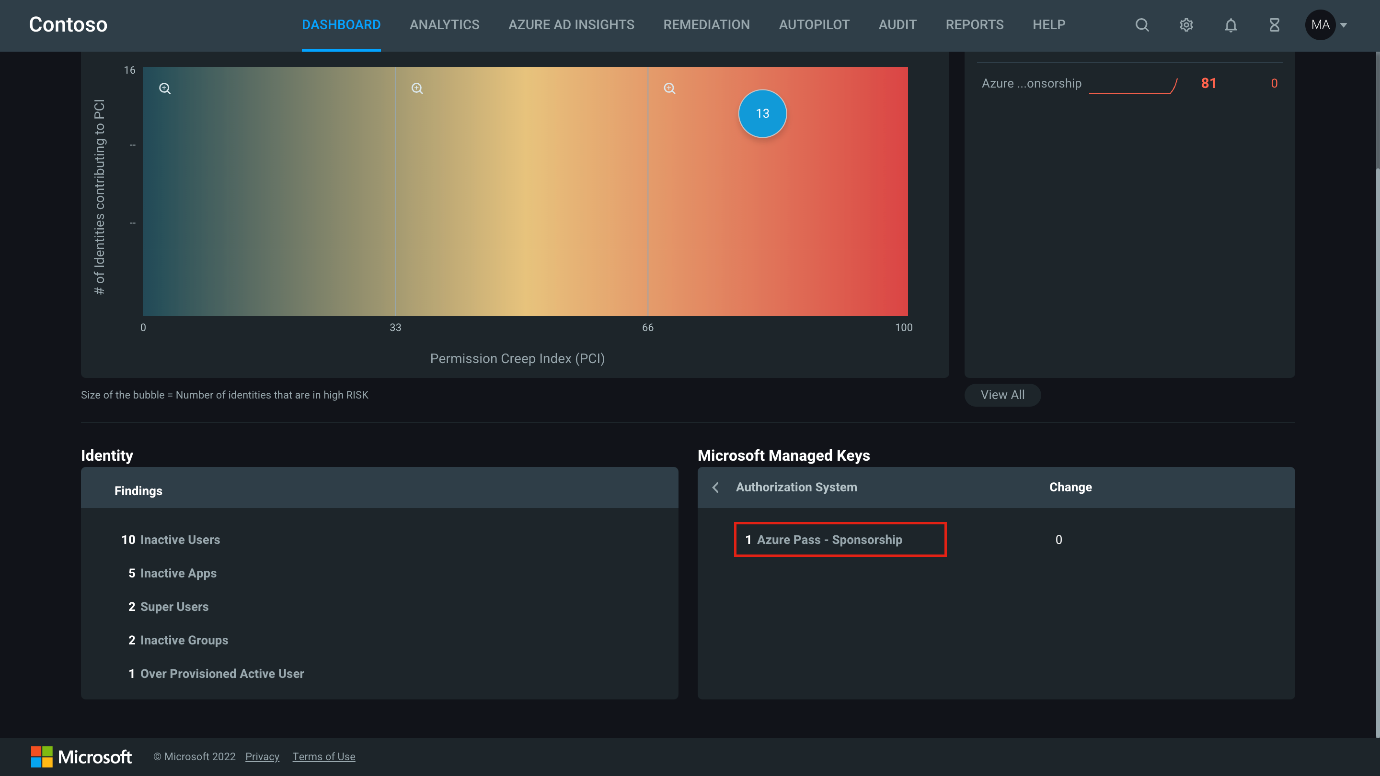 Contoso
DASHBOARD
ANALYTICS
AZURE AD INSIGHTS
REMEDIATION
AUTOPILOT
AUDIT
REPORTS
HELP
MA
16
--
--
# of Identities contributing to PCI
13
0
33
66
100
Permission Creep Index (PCI)
Azure ...onsorship 81 0
Size of the bubble = Number of identities that are in high RISK
View All
Identity
Findings
10 Inactive Users
5 Inactive Apps
2 Super Users
2 Inactive Groups
1 Over Provisioned Active User
Microsoft Managed Keys
Authorization System Change
1 Azure Pass - Sponsorship 0
Microsoft © Microsoft 2022 Privacy Terms of Use